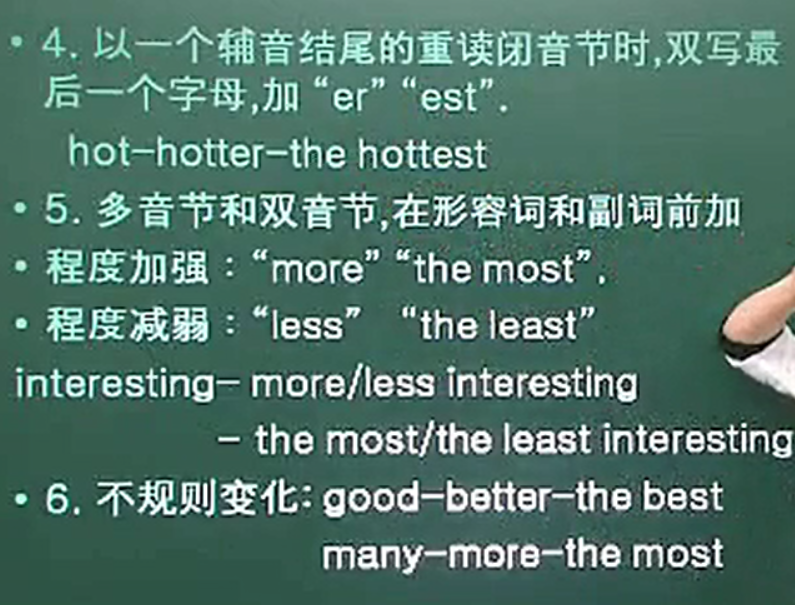 • 4. 以一个辅音结尾的重读闭音节时,双写最
后一个字母,加 “er” “est”.
hot-hotter-the hottest
• 5. 多音节和双音节,在形容词和副词前加
• 程度加强：“more” “the most”.
• 程度减弱：“less” “the least”
interesting- more/less interesting
- the most/the least interesting
• 6. 不规则变化: good-better-the best
many-more-the most